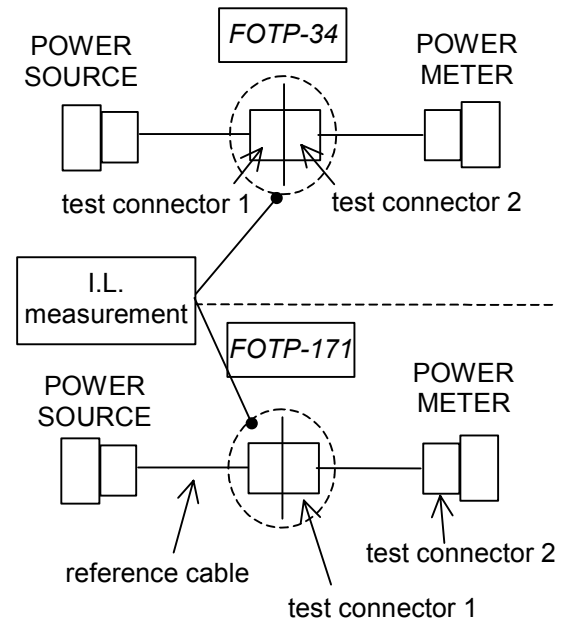 FOTP-34
POWER
SOURCE
POWER
METER
test connector 1
test connector 2
I.L.
measurement
FOTP-171
POWER
SOURCE
POWER
METER
test connector 2
reference cable
test connector 1